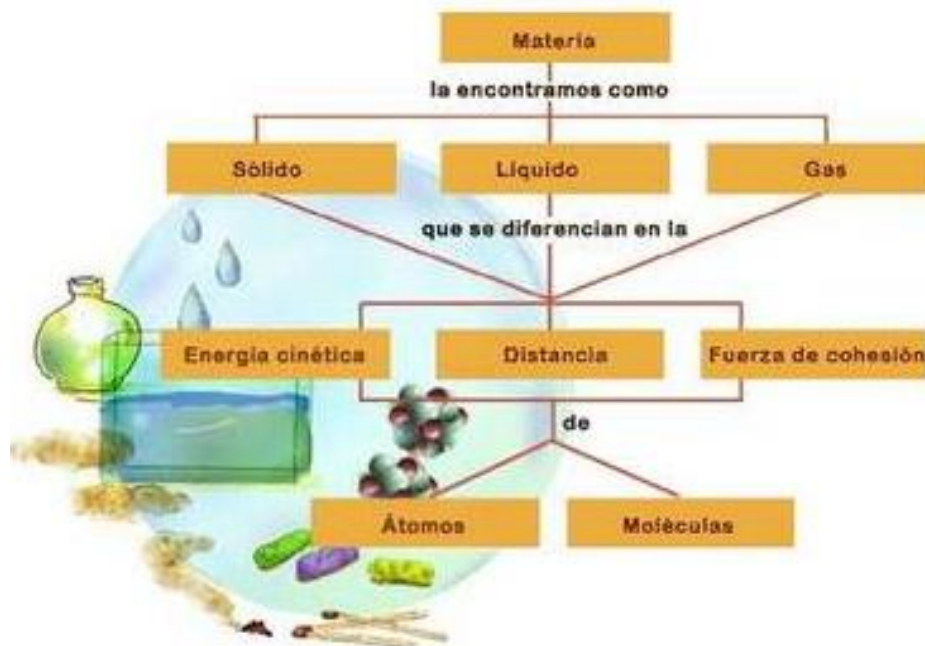 Materia
la encontramos como
Sólido Líquido Gas
que se diferencian en la
Energía cinética Distancia Fuerza de cohesión
de
Átomos Moléculas